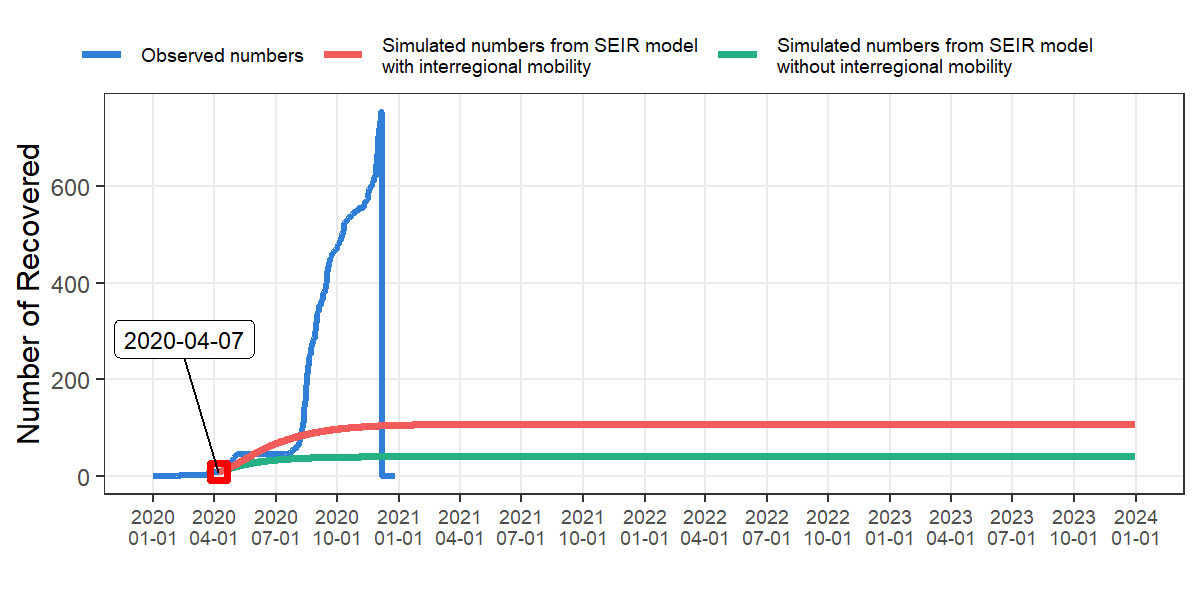 Observed numbers
Simulated numbers from SEIR model
with interregional mobility
Simulated numbers from SEIR model
without interregional mobility
Number of Recovered
600
400
200
0
2020-04-07
2020 2020 2020 2020 2021 2021 2021 2021 2022 2022 2022 2022 2023 2023 2023 2023 2024
01-01 04-01 07-01 10-01 01-01 04-01 07-01 10-01 01-01 04-01 07-01 10-01 01-01 04-01 07-01 10-01 01-01